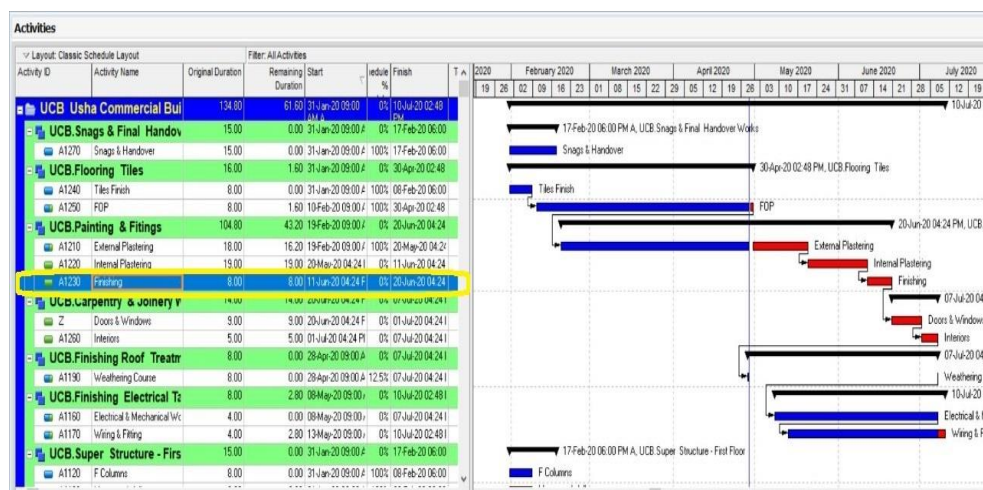 Activities
Layout: Classic Schedule Layout Filter: All Activities
Activity ID Activity Name Original Duration Remaining Duration Start edule % Finish T
2020 February 2020 March 2020 April 2020 May 2020 June 2020 July 2020
19 26 02 09 16 23 01 08 15 22 29 05 12 19 26 03 10 17 24 31 07 14 21 28 05 12 19
UCB Usha Commercial Bui 134.80 61.60 31-Jan-20 09:00 AM A 0% 10-Jul-20 02:48 PM 10-Jul-20
UCB.Snags & Final Handov 15.00 0.00 31-Jan-20 09:00 A 0% 17-Feb-20 06:00 17-Feb-20 06:00 PM A, UCB.Snags & Final Handover Works
A1270 Snags & Handover 15.00 0.00 31-Jan-20 09:00 A 100% 17-Feb-20 06:00 Snags & Handover
UCB.Flooring Tiles 16.00 1.60 31-Jan-20 09:00 A 0% 30-Apr-20 02:48 30-Apr-20 02:48 PM, UCB.Flooring Tiles
A1240 Tiles Finish 8.00 0.00 31-Jan-20 09:00 A 100% 08-Feb-20 06:00 Tiles Finish
A1250 FOP 8.00 1.60 10-Feb-20 09:00 A 100% 30-Apr-20 02:48 FOP
UCB.Painting & Fitings 104.80 43.20 19-Feb-20 09:00 A 0% 20-Jun-20 04:24 20-Jun-20 04:24 PM, UCB
A1210 External Plastering 18.00 16.20 19-Feb-20 09:00 A 100% 20-May-20 04:24 External Plastering
A1220 Internal Plastering 19.00 19.00 20-May-20 04:24 0% 11-Jun-20 04:24 Internal Plastering
A1230 Finishing 8.00 8.00 11-Jun-20 04:24 F 0% 20-Jun-20 04:24 Finishing
UCB.Carpentry & Joinery W 14.00 14.00 20-Jun-20 04:24 F 0% 07-Jul-20 04:24 07-Jul-20 04
Z Doors & Windows 9.00 9.00 20-Jun-20 04:24 F 0% 01-Jul-20 04:24 Doors & Window
A1260 Interiors 5.00 5.00 01-Jul-20 04:24 PI 0% 07-Jul-20 04:24 Interiors
UCB.Finishing Roof Treatm 8.00 0.00 28-Apr-20 09:00 A 0% 07-Jul-20 04:24 07-Jul-20 04
A1190 Weathering Course 8.00 0.00 28-Apr-20 09:00 A 12.5% 07-Jul-20 04:24 Weathering
UCB.Finishing Electrical Ta 8.00 2.80 08-May-20 09:00 0% 10-Jul-20 02:48 10-Jul-20
A1160 Electrical & Mechanical Wc 4.00 0.00 08-May-20 09:00 0% 07-Jul-20 04:24 Electrical &
A1170 Wiring & Fitting 4.00 2.80 13-May-20 09:00 0% 10-Jul-20 02:48 Wiring & F
UCB.Super Structure - Firs 15.00 0.00 31-Jan-20 09:00 A 0% 17-Feb-20 06:00 17-Feb-20 06:00 PM A, UCB.Super Structure - First Floor
A1120 F Columns 8.00 0.00 31-Jan-20 09:00 A 100% 08-Feb-20 06:00 F Columns